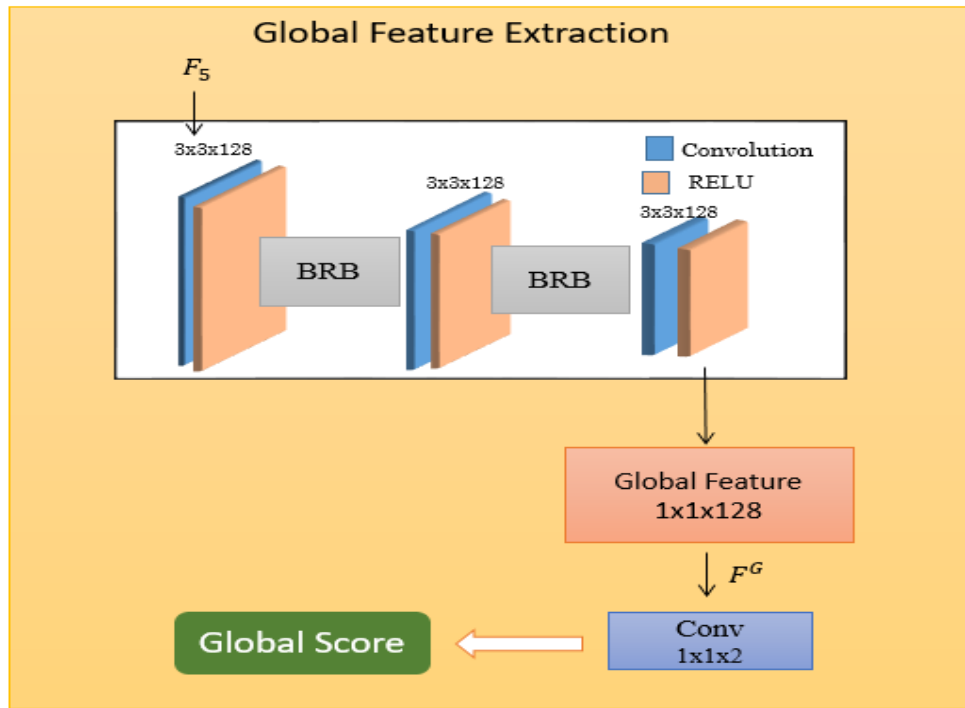 Global Feature Extraction
F5
3x3x128
3x3x128
3x3x128
Convolution
RELU
BRB
BRB
Global Feature
1x1x128
F^G
Conv
1x1x2
Global Score